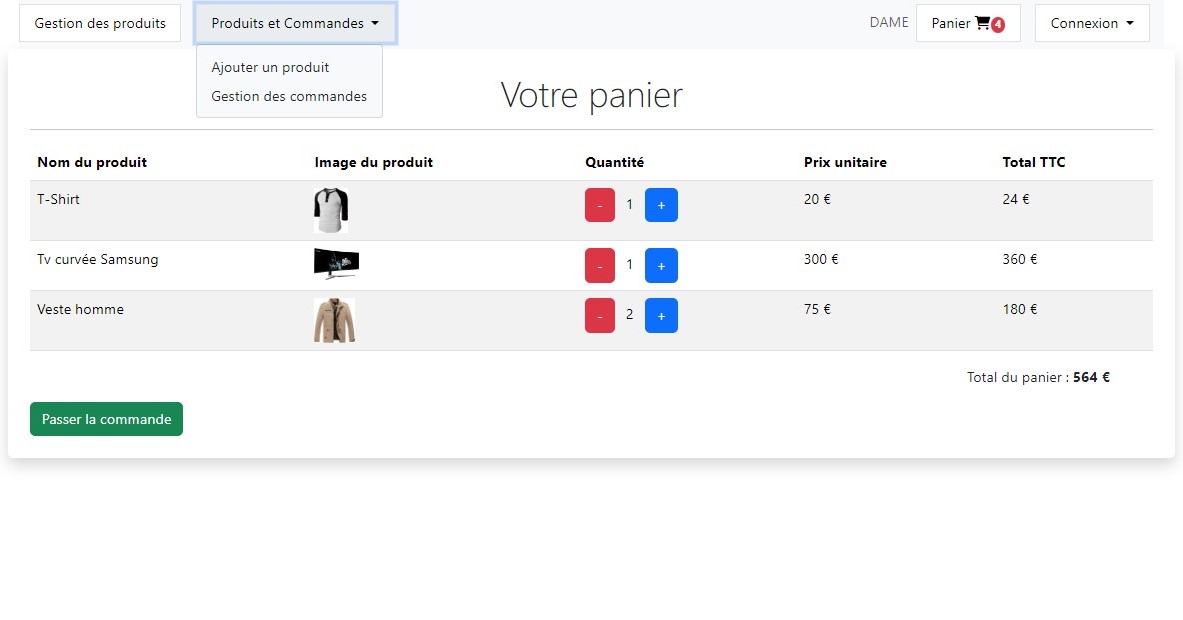 Gestion des produits
Produits et Commandes
DAME
Panier 4
Connexion
Ajouter un produit
Gestion des commandes
Votre panier
Nom du produit Image du produit Quantité Prix unitaire Total TTC
T-Shirt - 1 + 20 € 24 €
Tv curvée Samsung - 1 + 300 € 360 €
Veste homme - 2 + 75 € 180 €
Total du panier : 564 €
Passer la commande